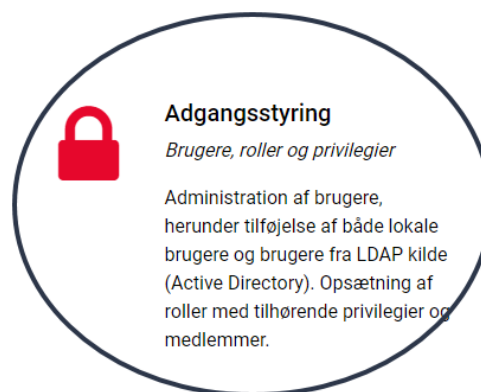 Adgangsstyring
Brugere, roller og privilegier
Administration af brugere,
herunder tilføjelse af både lokale
brugere og brugere fra LDAP kilde
(Active Directory). Opsætning af
roller med tilhørende privilegier og
medlemmer.